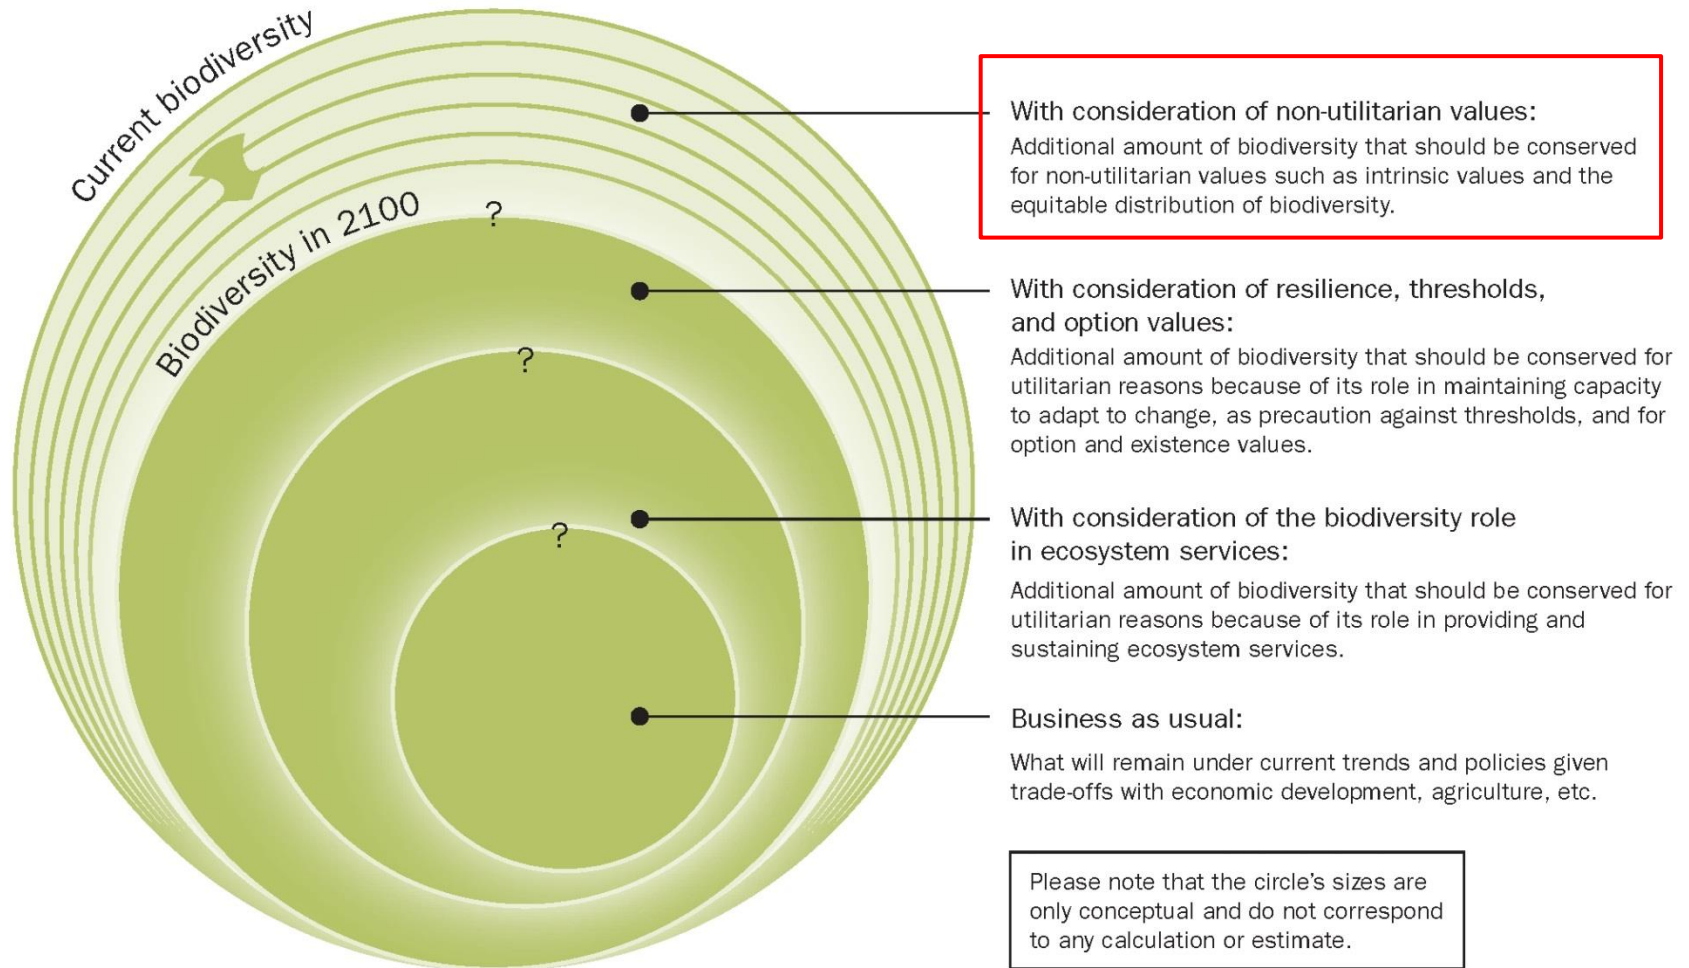 Current biodiversity
Biodiversity in 2100
?
?
?
With consideration of non-utilitarian values:
Additional amount of biodiversity that should be conserved
for non-utilitarian values such as intrinsic values and the
equitable distribution of biodiversity.
With consideration of resilience, thresholds,
and option values:
Additional amount of biodiversity that should be conserved for
utilitarian reasons because of its role in maintaining capacity
to adapt to change, as precaution against thresholds, and for
option and existence values.
With consideration of the biodiversity role
in ecosystem services:
Additional amount of biodiversity that should be conserved for
utilitarian reasons because of its role in providing and
sustaining ecosystem services.
Business as usual:
What will remain under current trends and policies given
trade-offs with economic development, agriculture, etc.
Please note that the circle's sizes are
only conceptual and do not correspond
to any calculation or estimate.